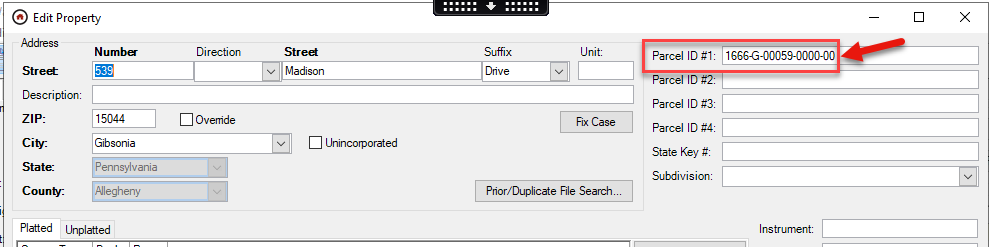 Edit Property
Address
Number Direction Street Suffix Unit:
Street: 539 Madison Drive
Description:
ZIP: 15044 Override Fix Case
City: Gibsonia Unincorporated
State: Pennsylvania
County: Allegheny Prior/Duplicate File Search...
Parcel ID #1: 1666-G-00059-0000-00
Parcel ID #2:
Parcel ID #3:
Parcel ID #4:
State Key #:
Subdivision:
Platted Unplatted
Instrument: